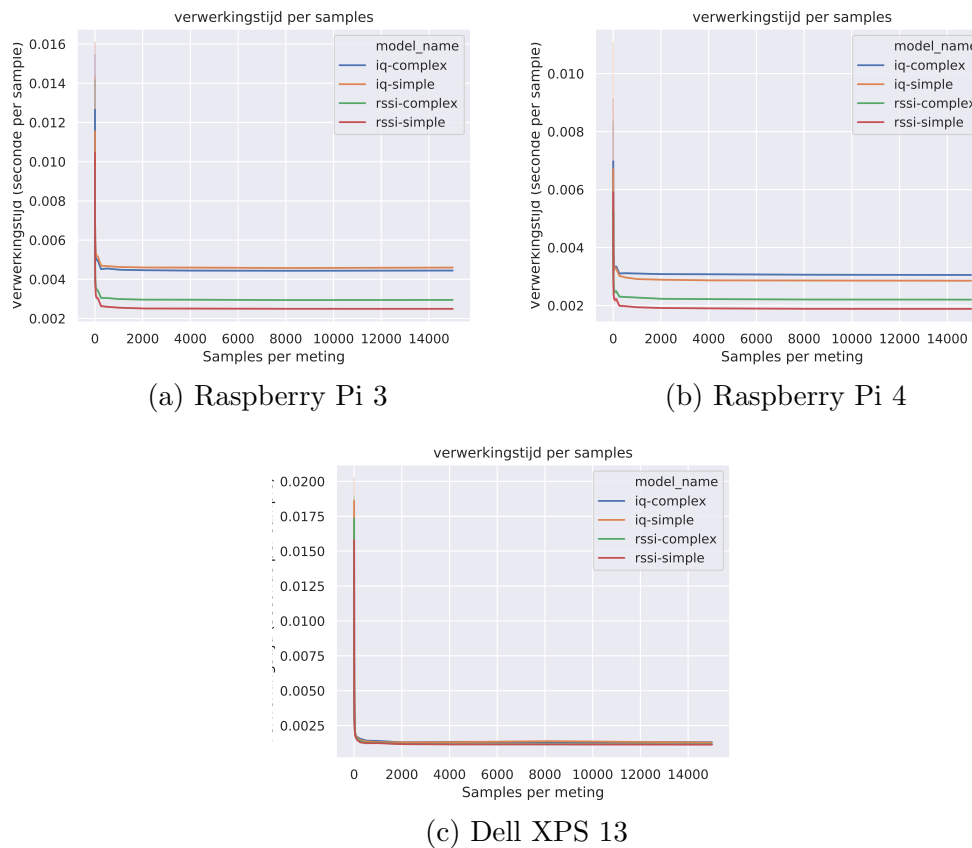 verwerkingstijd per samples
verwerkingstijd (seconde per sample)
0.016
0.014
0.012
0.010
0.008
0.006
0.004
0.002
model_name
iq-complex
iq-simple
rssi-complex
rssi-simple
0 2000 4000 6000 8000 10000 12000 14000
Samples per meting
(a) Raspberry Pi 3
verwerkingstijd per samples
verwerkingstijd (seconde per sample)
0.010
0.008
0.006
0.004
0.002
model_name
iq-complex
iq-simple
rssi-complex
rssi-simple
0 2000 4000 6000 8000 10000 12000 14000
Samples per meting
(b) Raspberry Pi 4
verwerkingstijd per samples
0.0200
0.0175
0.0150
0.0125
0.0100
0.0075
0.0050
0.0025
model_name
iq-complex
iq-simple
rssi-complex
rssi-simple
0 2000 4000 6000 8000 10000 12000 14000
Samples per meting
(c) Dell XPS 13